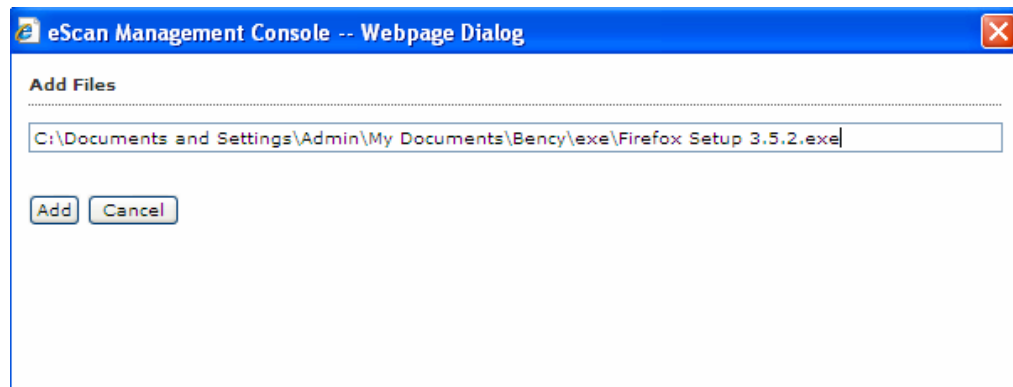 eScan Management Console -- Webpage Dialog
Add Files
C:\Documents and Settings\Admin\My Documents\Bency\exe\Firefox Setup 3.5.2.exe
Add Cancel